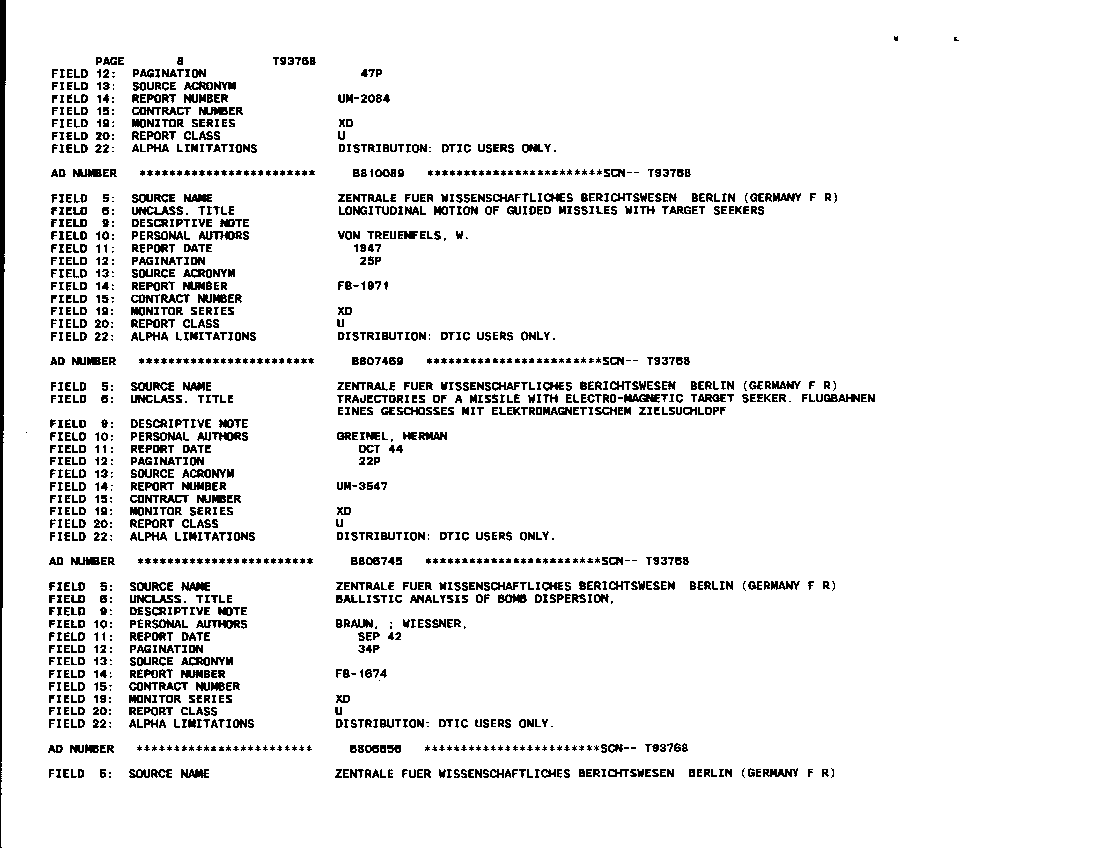 PAGE 8 T93768
FIELD 12: PAGINATION 47P
FIELD 13: SOURCE ACRONYM
FIELD 14: REPORT NUMBER UM-2084
FIELD 15: CONTRACT NUMBER
FIELD 19: MONITOR SERIES XD
FIELD 20: REPORT CLASS U
FIELD 22: ALPHA LIMITATIONS DISTRIBUTION: DTIC USERS ONLY.
AD NUMBER ************************ B810089 ************************SCN-- T93768
FIELD 5: SOURCE NAME ZENTRALE FUER WISSENSCHAFTLICHES BERICHTSWESEN BERLIN (GERMANY F R)
FIELD 6: UNCLASS. TITLE LONGITUDINAL MOTION OF GUIDED MISSILES WITH TARGET SEEKERS
FIELD 9: DESCRIPTIVE NOTE
FIELD 10: PERSONAL AUTHORS VON TREUENFELS, W.
FIELD 11: REPORT DATE 1947
FIELD 12: PAGINATION 25P
FIELD 13: SOURCE ACRONYM
FIELD 14: REPORT NUMBER FB-1971
FIELD 15: CONTRACT NUMBER
FIELD 19: MONITOR SERIES XD
FIELD 20: REPORT CLASS U
FIELD 22: ALPHA LIMITATIONS DISTRIBUTION: DTIC USERS ONLY.
AD NUMBER ************************ B807469 ************************SCN-- T93768
FIELD 5: SOURCE NAME ZENTRALE FUER WISSENSCHAFTLICHES BERICHTSWESEN BERLIN (GERMANY F R)
FIELD 6: UNCLASS. TITLE TRAJECTORIES OF A MISSILE WITH ELECTRO-MAGNETIC TARGET SEEKER. FLUGBAHNEN
EINES GESCHOSSES MIT ELEKTROMAGNETISCHEM ZIELSUCHLOPF
FIELD 9: DESCRIPTIVE NOTE
FIELD 10: PERSONAL AUTHORS GREINEL, HERMAN
FIELD 11: REPORT DATE OCT 44
FIELD 12: PAGINATION 22P
FIELD 13: SOURCE ACRONYM
FIELD 14: REPORT NUMBER UM-3547
FIELD 15: CONTRACT NUMBER
FIELD 19: MONITOR SERIES XD
FIELD 20: REPORT CLASS U
FIELD 22: ALPHA LIMITATIONS DISTRIBUTION: DTIC USERS ONLY.
AD NUMBER ************************ B806745 ************************SCN-- T93768
FIELD 5: SOURCE NAME ZENTRALE FUER WISSENSCHAFTLICHES BERICHTSWESEN BERLIN (GERMANY F R)
FIELD 6: UNCLASS. TITLE BALLISTIC ANALYSIS OF BOMB DISPERSION,
FIELD 9: DESCRIPTIVE NOTE
FIELD 10: PERSONAL AUTHORS BRAUN, ; WIESSNER,
FIELD 11: REPORT DATE SEP 42
FIELD 12: PAGINATION 34P
FIELD 13: SOURCE ACRONYM
FIELD 14: REPORT NUMBER FB-1674
FIELD 15: CONTRACT NUMBER
FIELD 19: MONITOR SERIES XD
FIELD 20: REPORT CLASS U
FIELD 22: ALPHA LIMITATIONS DISTRIBUTION: DTIC USERS ONLY.
AD NUMBER ************************ B806656 ************************SCN-- T93768
FIELD 5: SOURCE NAME ZENTRALE FUER WISSENSCHAFTLICHES BERICHTSWESEN BERLIN (GERMANY F R)